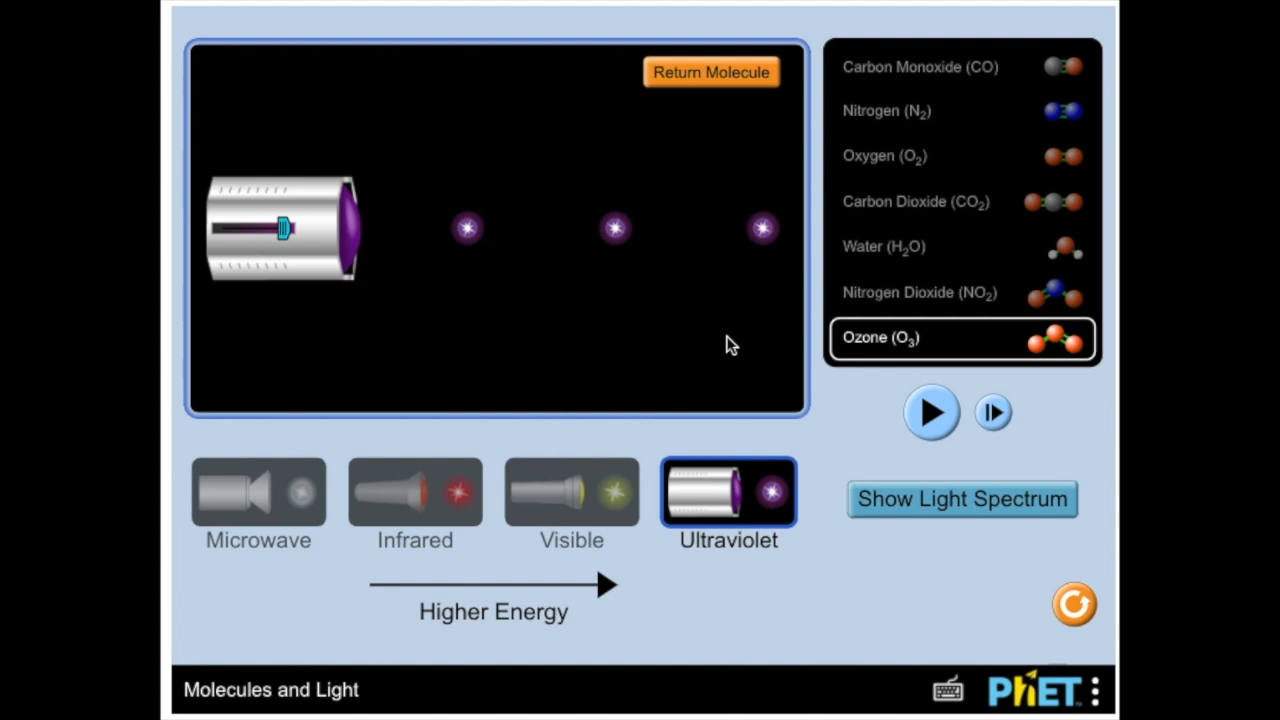 Return Molecule
Carbon Monoxide (CO)
Nitrogen (N₂)
Oxygen (O₂)
Carbon Dioxide (CO₂)
Water (H₂O)
Nitrogen Dioxide (NO₂)
Ozone (O₃)
Show Light Spectrum
Microwave
Infrared
Visible
Ultraviolet
Higher Energy
Molecules and Light
PhET